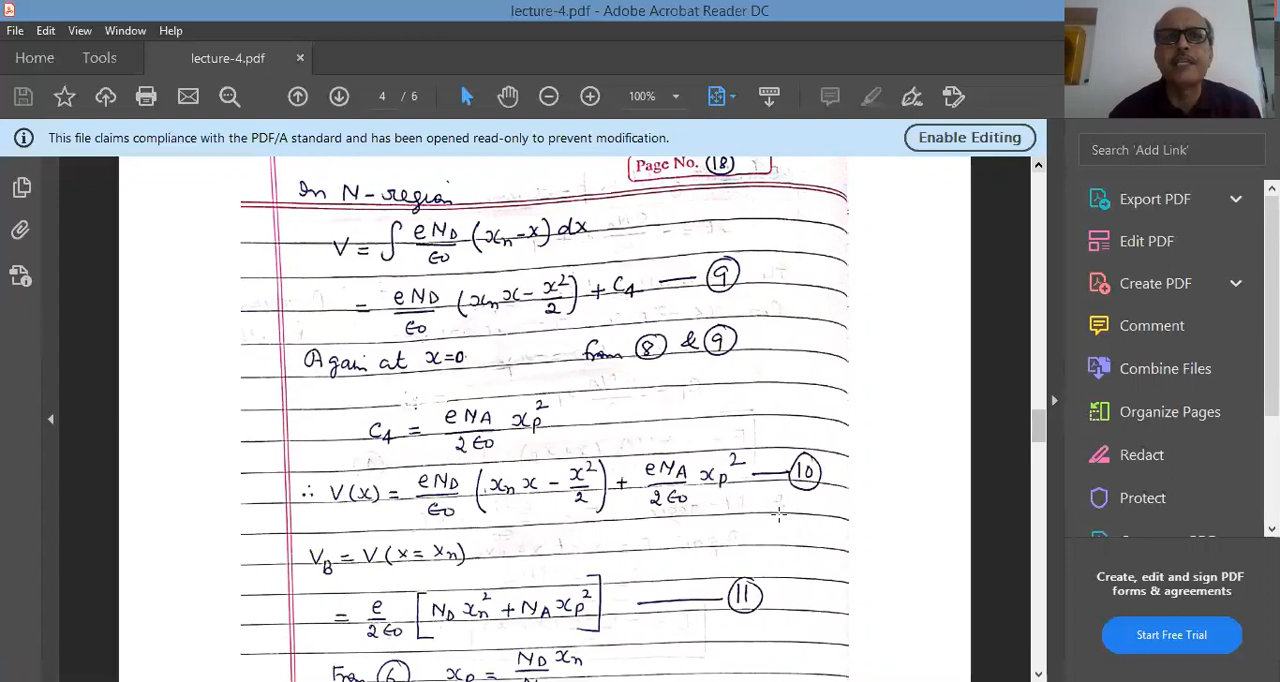 lecture-4.pdf - Adobe Acrobat Reader DC
File Edit View Window Help
Home Tools lecture-4.pdf ×
4 / 6 100%
This file claims compliance with the PDF/A standard and has been opened read-only to prevent modification. Enable Editing
Search 'Add Link'
Export PDF
Edit PDF
Create PDF
Comment
Combine Files
Organize Pages
Redact
Protect
Create, edit and sign PDF
forms & agreements
Start Free Trial
Page No. (18)
In N-region
V = ∫ eN_D/ε0 (x_n - x) dx
= eN_D/ε0 (x_n x - x²/2) + C4 — (9)
Again at x=0 from (8) & (9)
C4 = eN_A/2ε0 x_p²
∴ V(x) = eN_D/ε0 (x_n x - x²/2) + eN_A/2ε0 x_p² — (10)
V_B = V(x = x_n)
= e/2ε0 [N_D x_n² + N_A x_p²] — (11)
From (6) x_p = N_D x_n